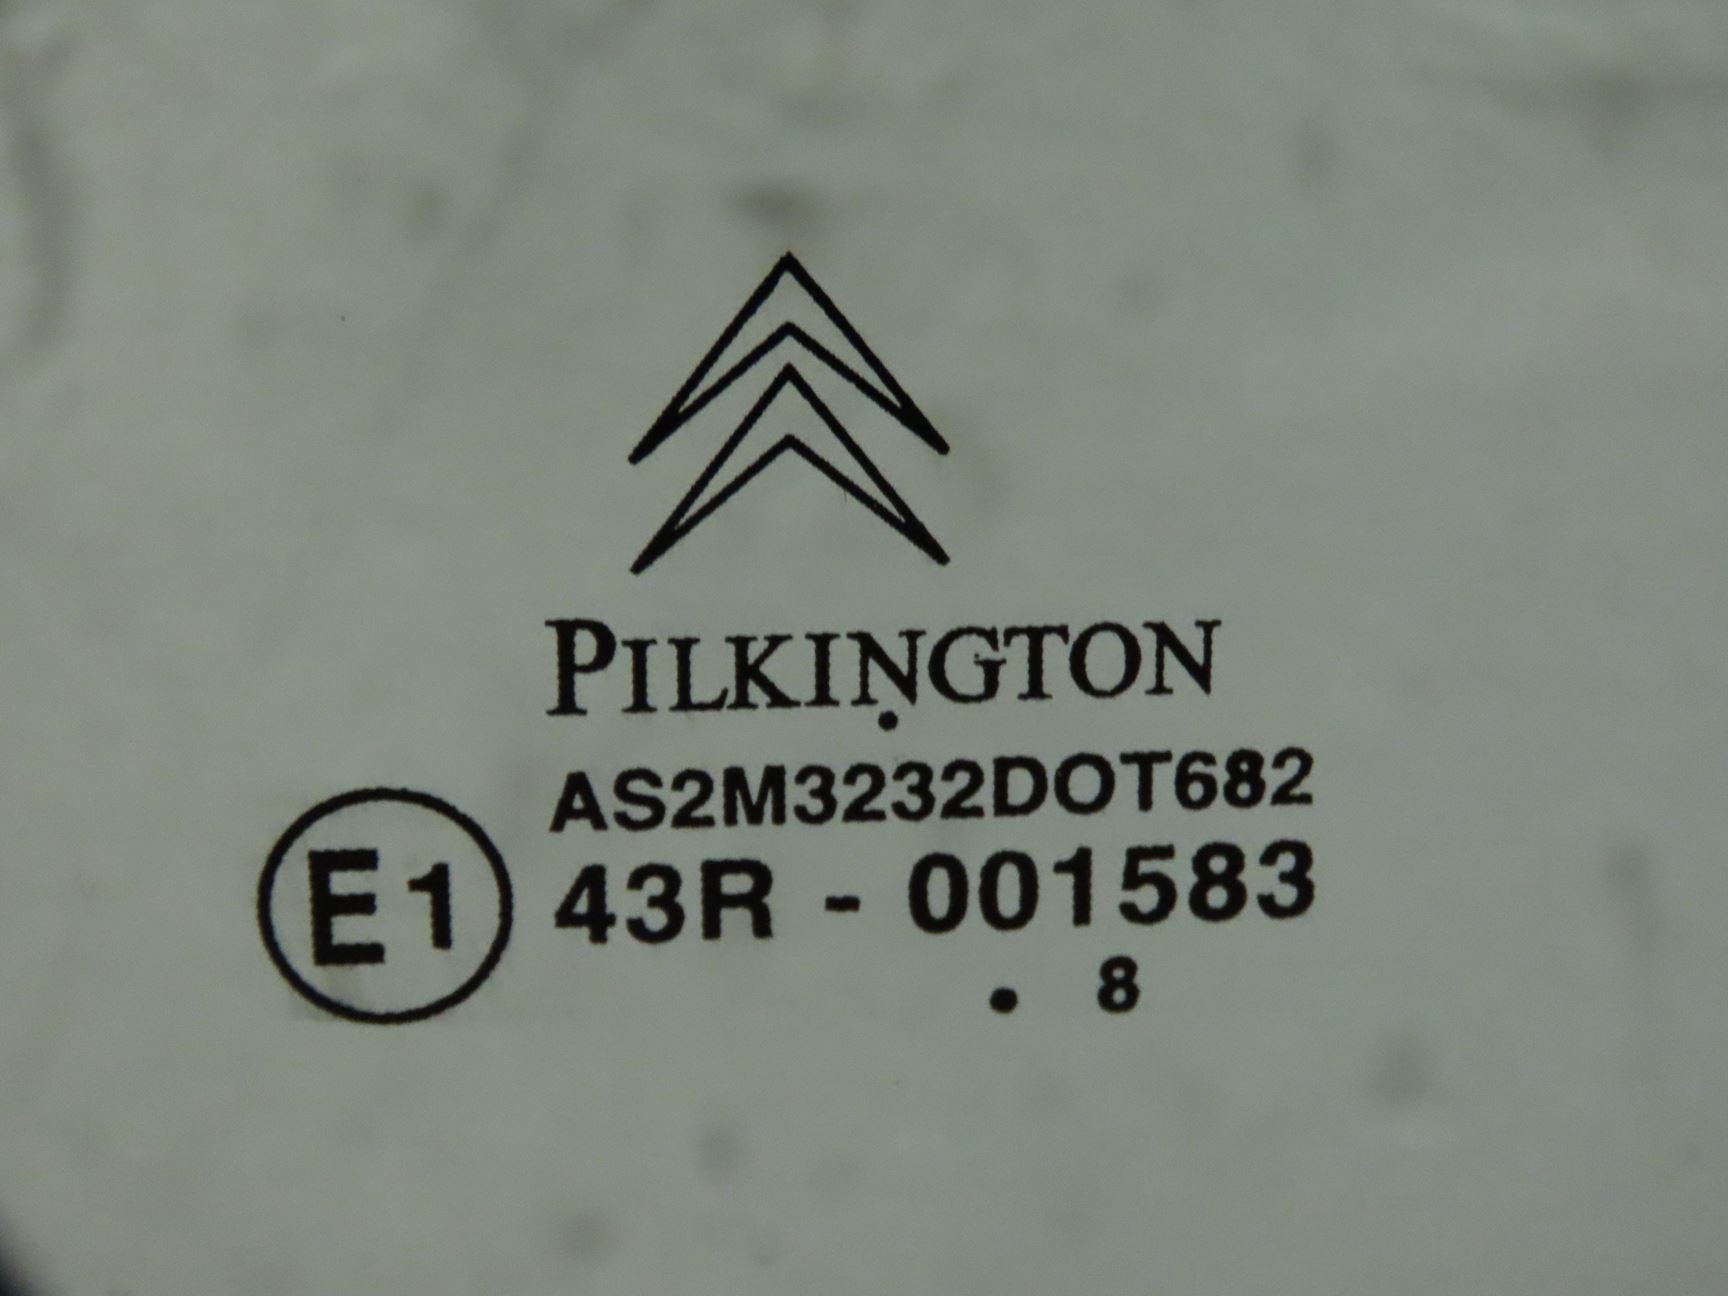 PILKINGTON
AS2M3232DOT682
E1 43R - 001583
. 8